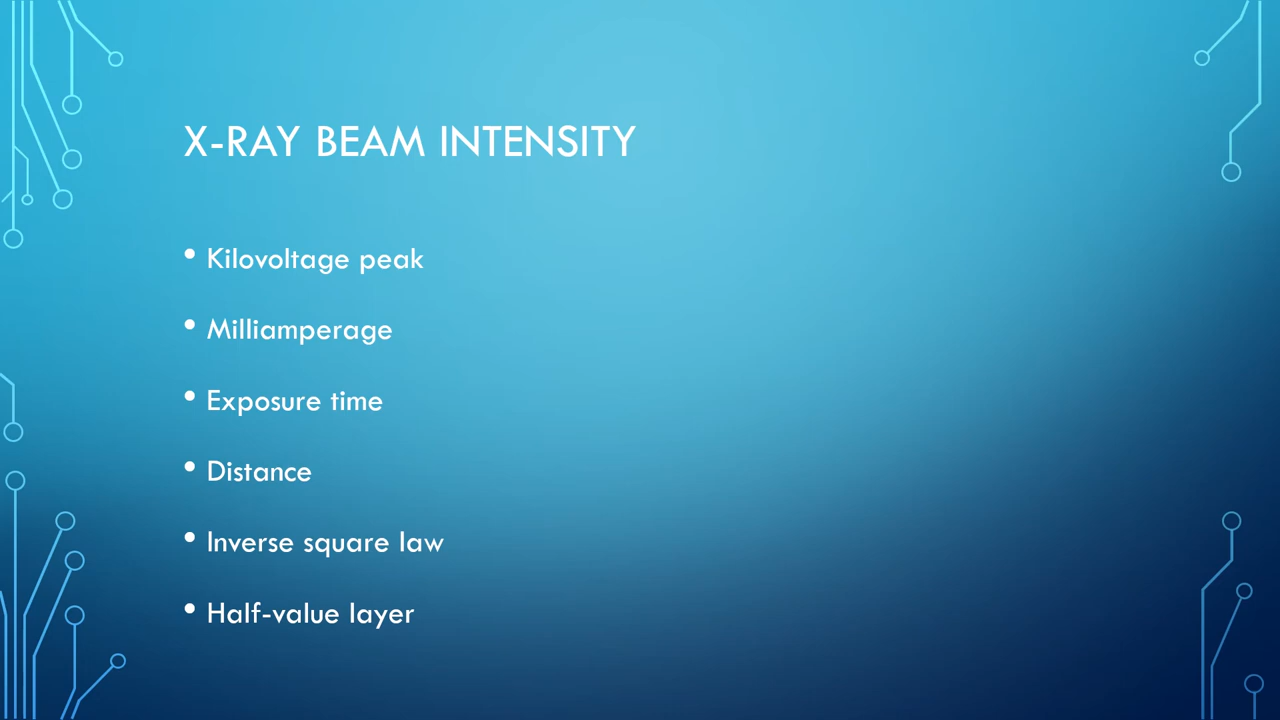 X-RAY BEAM INTENSITY
• Kilovoltage peak
• Milliamperage
• Exposure time
• Distance
• Inverse square law
• Half-value layer